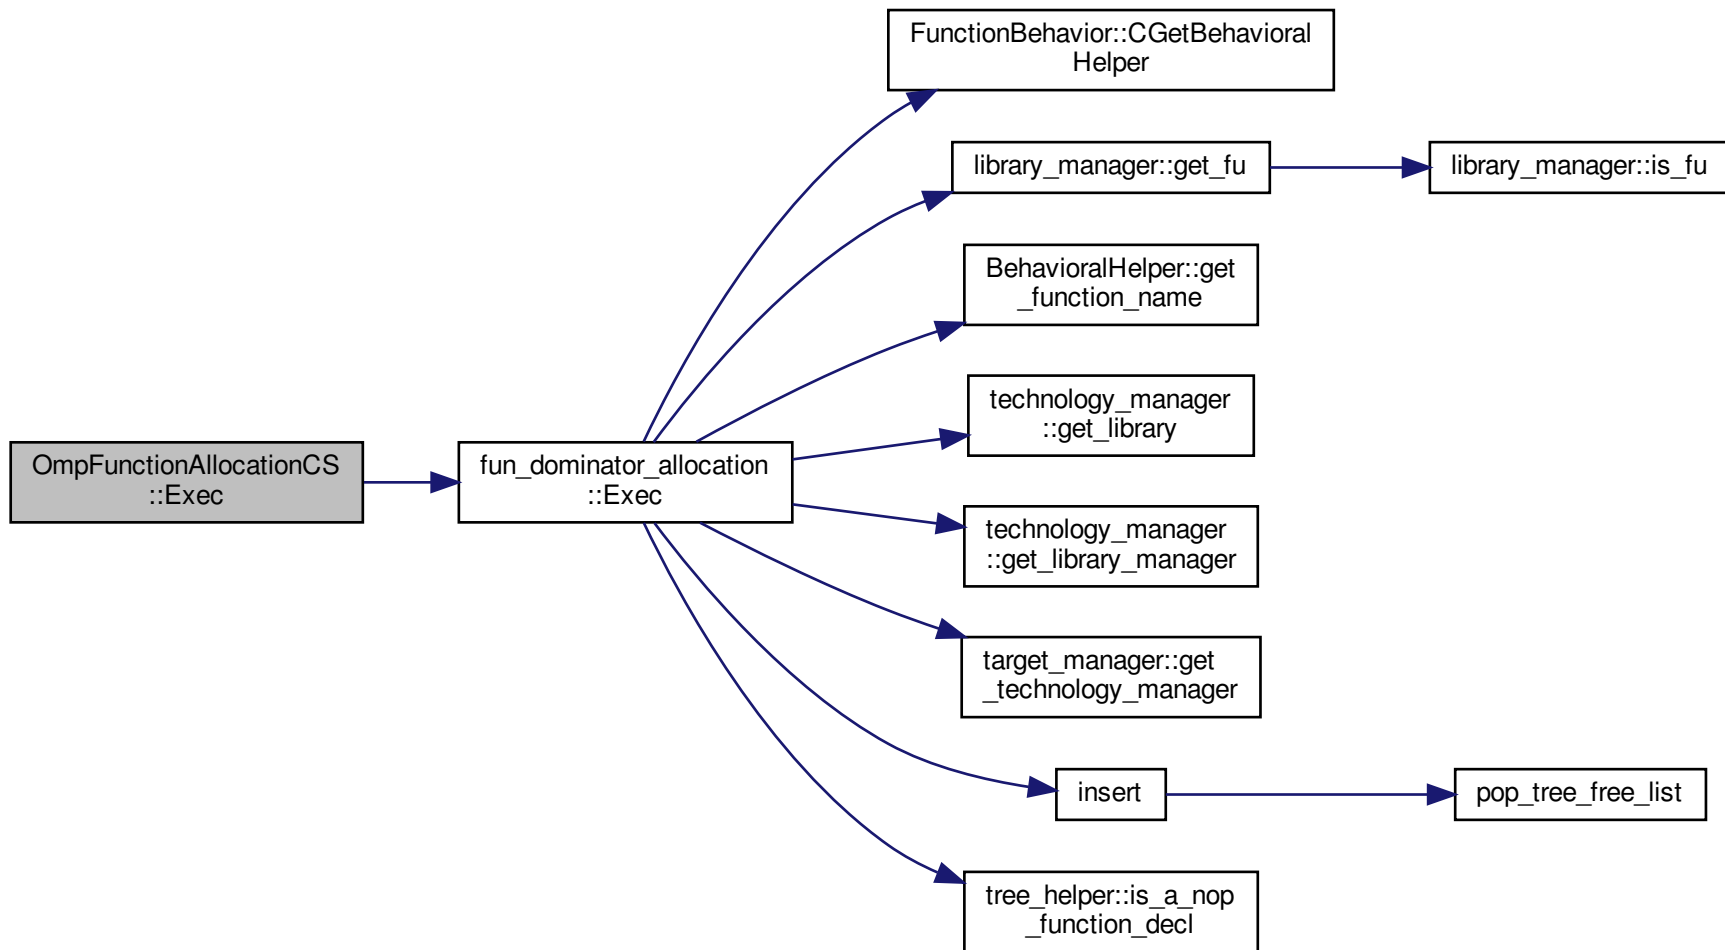 FunctionBehavior::CGetBehavioral
Helper
library_manager::get_fu
library_manager::is_fu
BehavioralHelper::get
_function_name
technology_manager
::get_library
OmpFunctionAllocationCS
::Exec
fun_dominator_allocation
::Exec
technology_manager
::get_library_manager
target_manager::get
_technology_manager
insert
pop_tree_free_list
tree_helper::is_a_nop
_function_decl